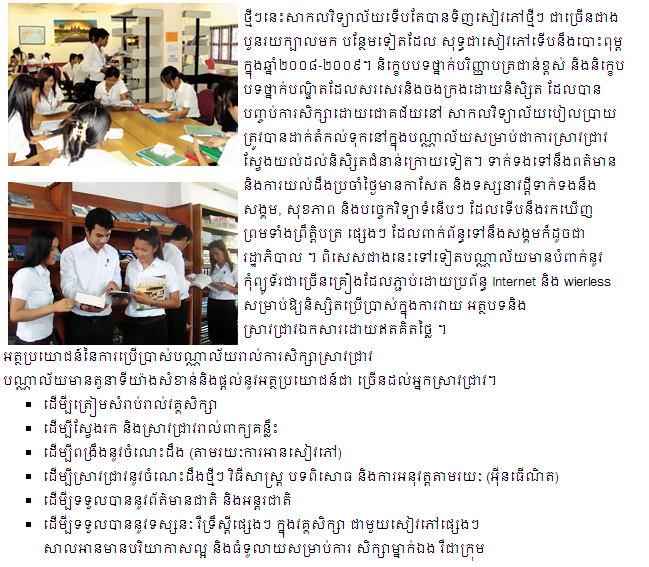 ថ្មីៗនេះសាកលវិទ្យាល័យទើបតែបានទិញសៀវភៅថ្មីៗ ជាច្រើនជាង
បួនរយក្បាលមក បន្ថែមទៀតដែល សុទ្ធជាសៀវភៅទើបនឹងបោះពុម្ព
ក្នុងឆ្នាំ២០០៨-២០០៩។ និក្ខេបបទថ្នាក់បរិញ្ញាបត្រជាន់ខ្ពស់ និងនិក្ខេប
បទថ្នាក់បណ្ឌិតដែលសរសេរនិងចងក្រងដោយនិស្សិត ដែលបាន
បញ្ចប់ការសិក្សាដោយជោគជ័យនៅ សាកលវិទ្យាល័យបៀលប្រាយ
ត្រូវបានដាក់តំកល់ទុកនៅក្នុងបណ្ណាល័យសម្រាប់ជាការស្រាវជ្រាវ
ស្វែងយល់ដល់និស្សិតជំនាន់ក្រោយទៀត។ ទាក់ទងទៅនឹងពត៌មាន
និងការយល់ដឹងប្រចាំថ្ងៃមានកាសែត និងទស្សនាវដ្ដីទាក់ទងនឹង
សង្គម, សុខភាព និងបច្ចេកវិទ្យាទំនើបៗ ដែលទើបនឹងរកឃើញ
ព្រមទាំងព្រឹត្តិបត្រ ផ្សេងៗ ដែលពាក់ព័ន្ធទៅនឹងសង្គមក៏ដូចជា
រដ្ឋាភិបាល ។ ពិសេសជាងនេះទៅទៀតបណ្ណាល័យមានបំពាក់នូវ
កុំព្យូទ័រជាច្រើនគ្រឿងដែលភ្ជាប់ដោយប្រព័ន្ធ Internet និង wierless
សម្រាប់ឱ្យនិស្សិតប្រើប្រាស់ក្នុងការវាយ អត្ថបទនិង
ស្រាវជ្រាវឯកសារដោយឥតគិតថ្លៃ ។
អត្ថប្រយោជន៍នៃការប្រើប្រាស់បណ្ណាល័យរាល់ការសិក្សាស្រាវជ្រាវ
បណ្ណាល័យមានតួនាទីយ៉ាងសំខាន់និងផ្ដល់នូវអត្ថប្រយោជន៍ជា ច្រើនដល់អ្នកស្រាវជ្រាវ។
▪ ដើម្បីត្រៀមសំរាប់រាល់វគ្គសិក្សា
▪ ដើម្បីស្វែងរក និងស្រាវជ្រាវរាល់ពាក្យគន្លឹះ
▪ ដើម្បីពង្រឹងនូវចំណេះដឹង (តាមរយៈការអានសៀវភៅ)
▪ ដើម្បីស្រាវជ្រាវនូវចំណេះដឹងថ្មីៗ វិធីសាស្ត្រ បទពិសោធ និងការអនុវត្តតាមរយៈ (អ៊ីនធើណិត)
▪ ដើម្បីទទួលបាននូវព័ត៌មានជាតិ និងអន្តរជាតិ
▪ ដើម្បីទទួលបាននូវទស្សនៈ រឺទ្រឹស្ដីផ្សេងៗ ក្នុងវគ្គសិក្សា ជាមួយសៀវភៅផ្សេងៗ
សាលអានមានបរិយាកាសល្អ និងធំទូលាយសម្រាប់ការ សិក្សាម្នាក់ឯង រឺជាក្រុម